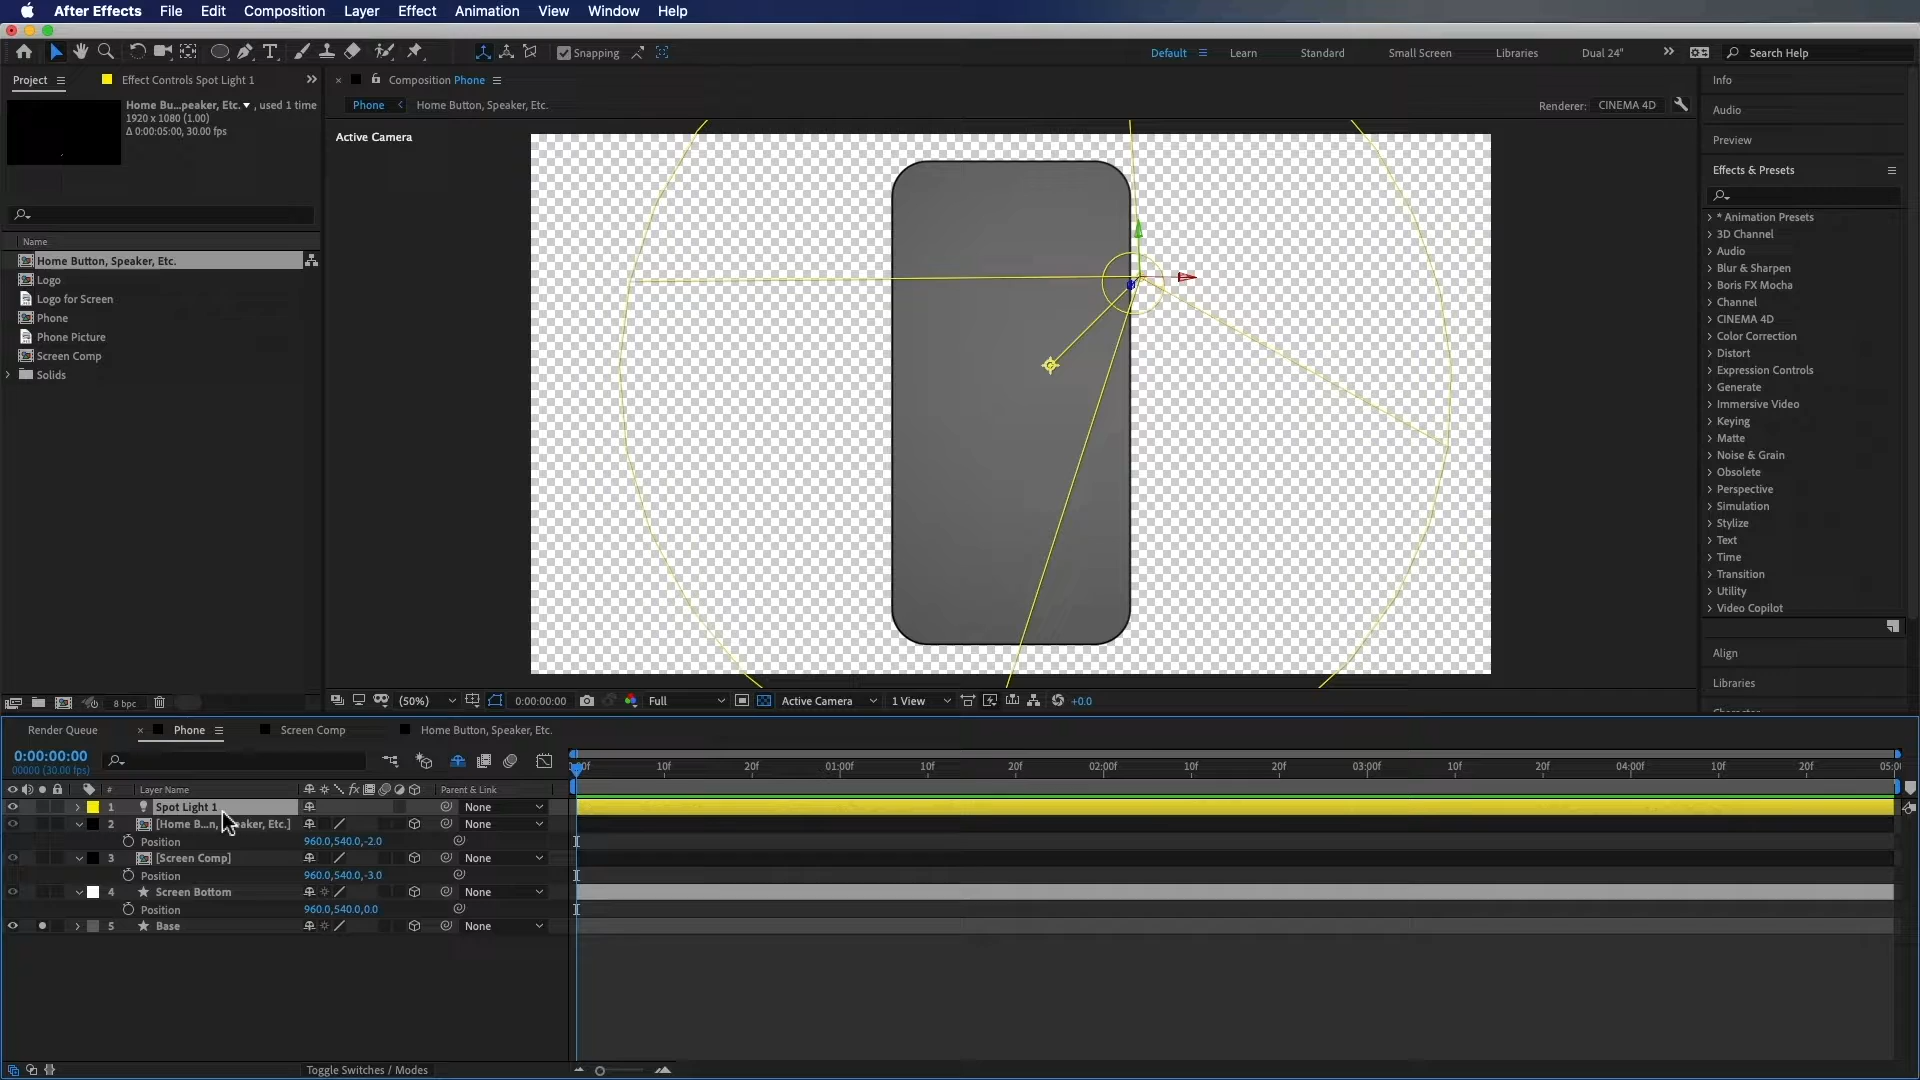 After Effects File Edit Composition Layer Effect Animation View Window Help
Snapping Default Learn Standard Small Screen Libraries Dual 24" Search Help
Project Effect Controls Spot Light 1
Composition Phone
Home Bu...peaker, Etc. , used 1 time
1920 x 1080 (1.00)
Δ 0:00:05:00, 30.00 fps
Phone Home Button, Speaker, Etc.
Renderer: CINEMA 4D
Active Camera
Name
Home Button, Speaker, Etc.
Logo
Logo for Screen
Phone
Phone Picture
Screen Comp
Solids
Info
Audio
Preview
Effects & Presets
* Animation Presets
3D Channel
Audio
Blur & Sharpen
Boris FX Mocha
Channel
CINEMA 4D
Color Correction
Distort
Expression Controls
Generate
Immersive Video
Keying
Matte
Noise & Grain
Obsolete
Perspective
Simulation
Stylize
Text
Time
Transition
Utility
Video Copilot
Align
Libraries
8 bpc
(50%) 0:00:00:00 Full Active Camera 1 View +0.0
Render Queue Phone Screen Comp Home Button, Speaker, Etc.
0:00:00:00
00000 (30.00 fps)
10f 20f 01:00f 10f 20f 02:00f 10f 20f 03:00f 10f 20f 04:00f 10f 20f
# Layer Name fx Parent & Link
1 Spot Light 1 None
2 None
Position 960.0,540.0,-2.0
3 [Screen Comp] None
Position 960.0,540.0,-3.0
4 Screen Bottom None
Position 960.0,540.0,0.0
5 Base None
Toggle Switches / Modes